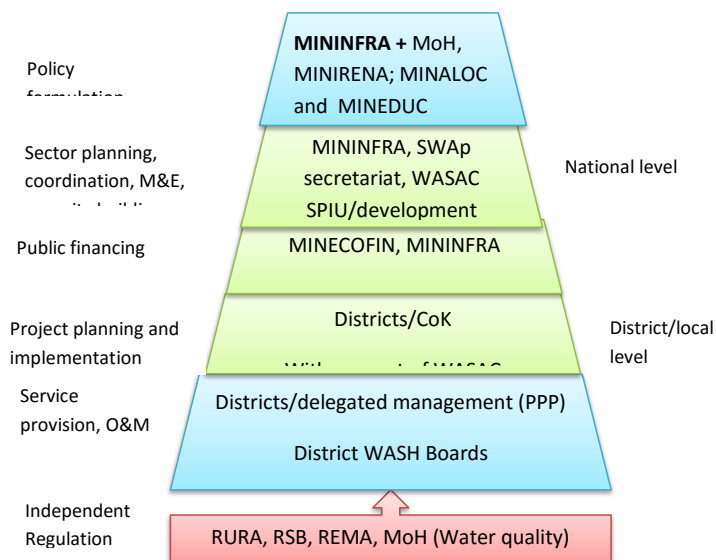 Policy
formulation
MININFRA + MoH,
MINIRENA; MINALOC
and MINEDUC
Sector planning,
coordination, M&E,
MININFRA, SWAp
secretariat, WASAC
SPIU/development
National level
Public financing
MINECOFIN, MININFRA
Project planning and
implementation
Districts/CoK
District/local
level
Service
provision, O&M
Districts/delegated management (PPP)
District WASH Boards
Independent
Regulation
RURA, RSB, REMA, MoH (Water quality)